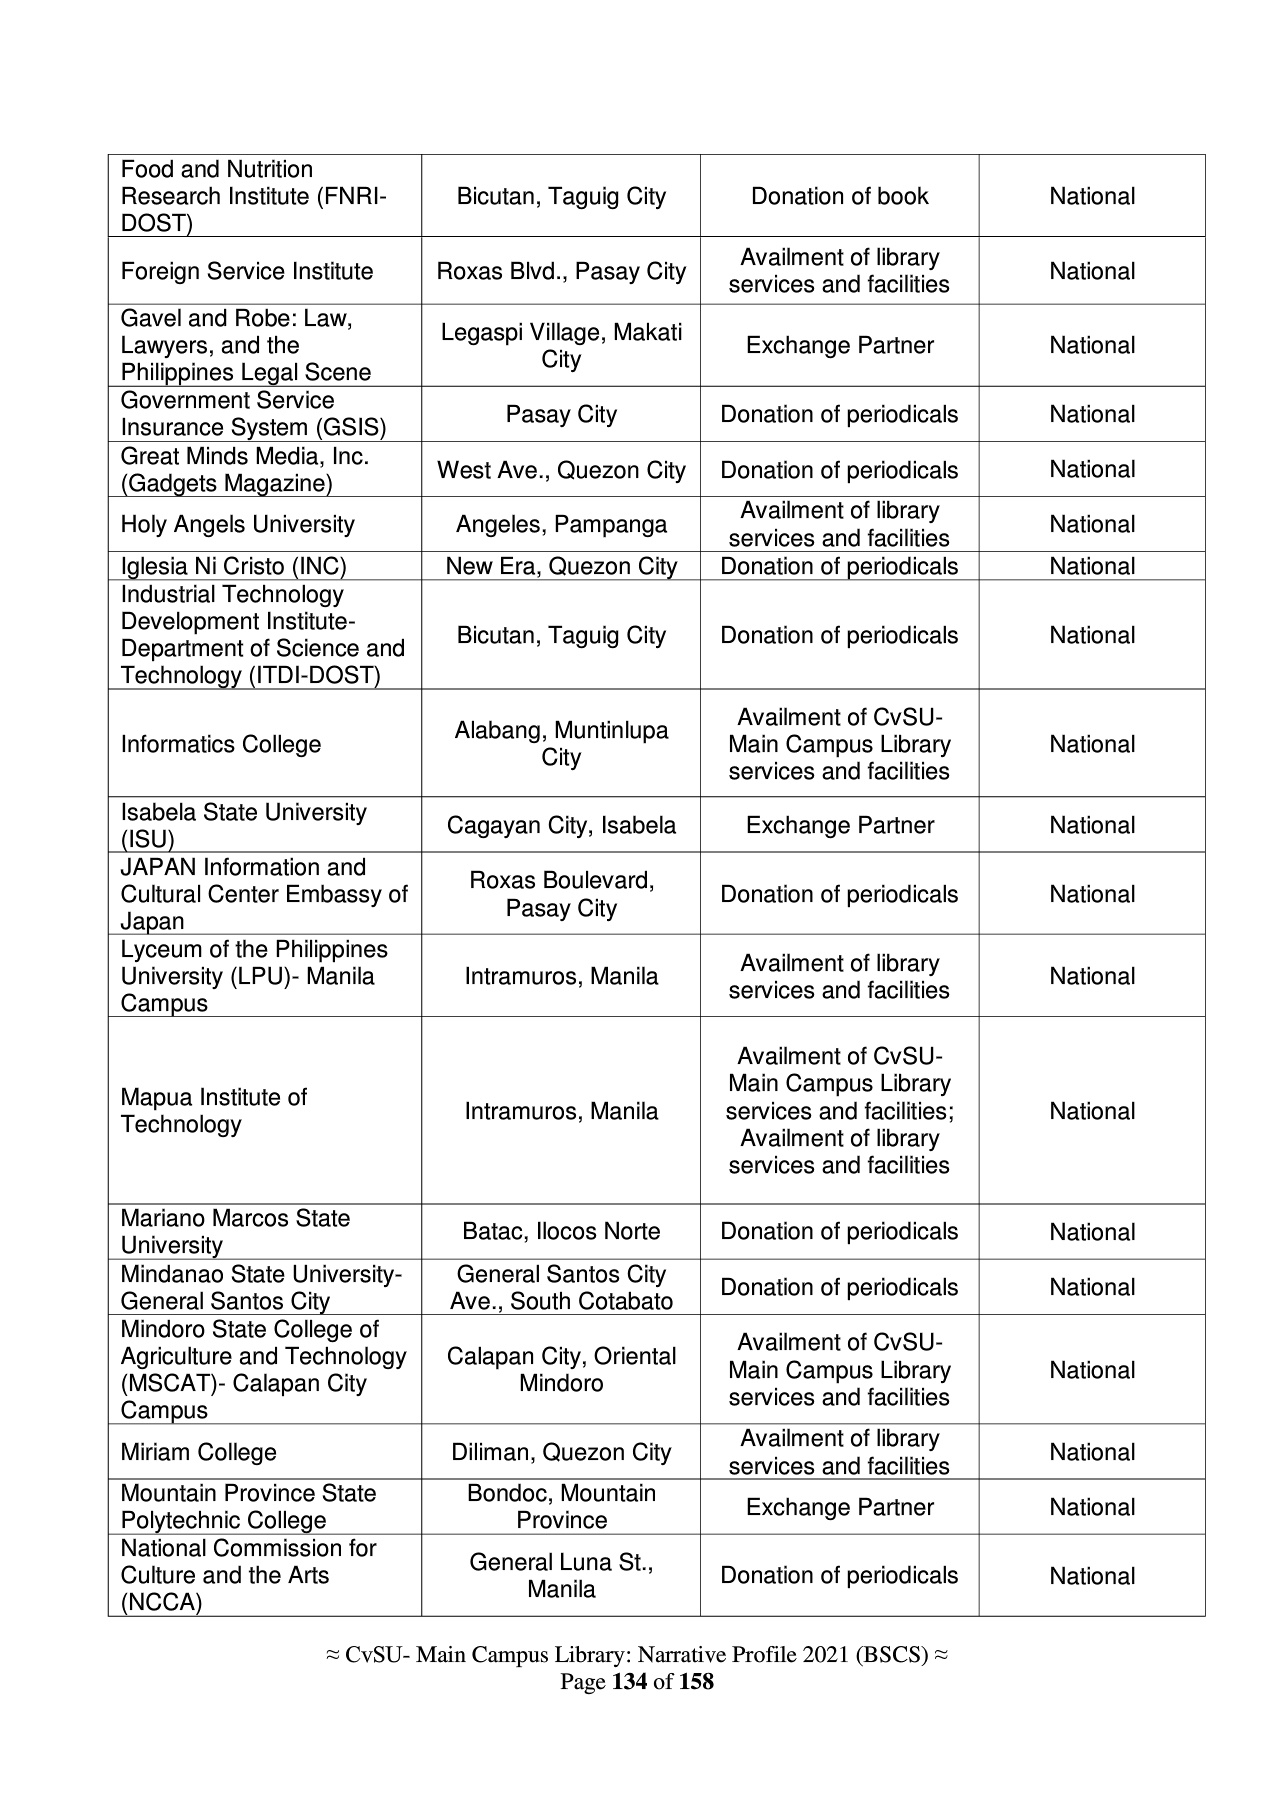 Food and Nutrition
Research Institute (FNRI-
DOST)
Bicutan, Taguig City
Donation of book
National
Foreign Service Institute
Roxas Blvd., Pasay City
Availment of library
services and facilities
National
Gavel and Robe: Law,
Lawyers, and the
Philippines Legal Scene
Legaspi Village, Makati
City
Exchange Partner
National
Government Service
Insurance System (GSIS)
Pasay City
Donation of periodicals
National
Great Minds Media, Inc.
(Gadgets Magazine)
West Ave., Quezon City
Donation of periodicals
National
Holy Angels University
Angeles, Pampanga
Availment of library
services and facilities
National
Iglesia Ni Cristo (INC)
New Era, Quezon City
Donation of periodicals
National
Industrial Technology
Development Institute-
Department of Science and
Technology (ITDI-DOST)
Bicutan, Taguig City
Donation of periodicals
National
Informatics College
Alabang, Muntinlupa
City
Availment of CvSU-
Main Campus Library
services and facilities
National
Isabela State University
(ISU)
Cagayan City, Isabela
Exchange Partner
National
JAPAN Information and
Cultural Center Embassy of
Japan
Roxas Boulevard,
Pasay City
Donation of periodicals
National
Lyceum of the Philippines
University (LPU)- Manila
Campus
Intramuros, Manila
Availment of library
services and facilities
National
Mapua Institute of
Technology
Intramuros, Manila
Availment of CvSU-
Main Campus Library
services and facilities;
Availment of library
services and facilities
National
Mariano Marcos State
University
Batac, Ilocos Norte
Donation of periodicals
National
Mindanao State University-
General Santos City
General Santos City
Ave., South Cotabato
Donation of periodicals
National
Mindoro State College of
Agriculture and Technology
(MSCAT)- Calapan City
Campus
Calapan City, Oriental
Mindoro
Availment of CvSU-
Main Campus Library
services and facilities
National
Miriam College
Diliman, Quezon City
Availment of library
services and facilities
National
Mountain Province State
Polytechnic College
Bondoc, Mountain
Province
Exchange Partner
National
National Commission for
Culture and the Arts
(NCCA)
General Luna St.,
Manila
Donation of periodicals
National
≈ CvSU- Main Campus Library: Narrative Profile 2021 (BSCS) ≈
Page 134 of 158